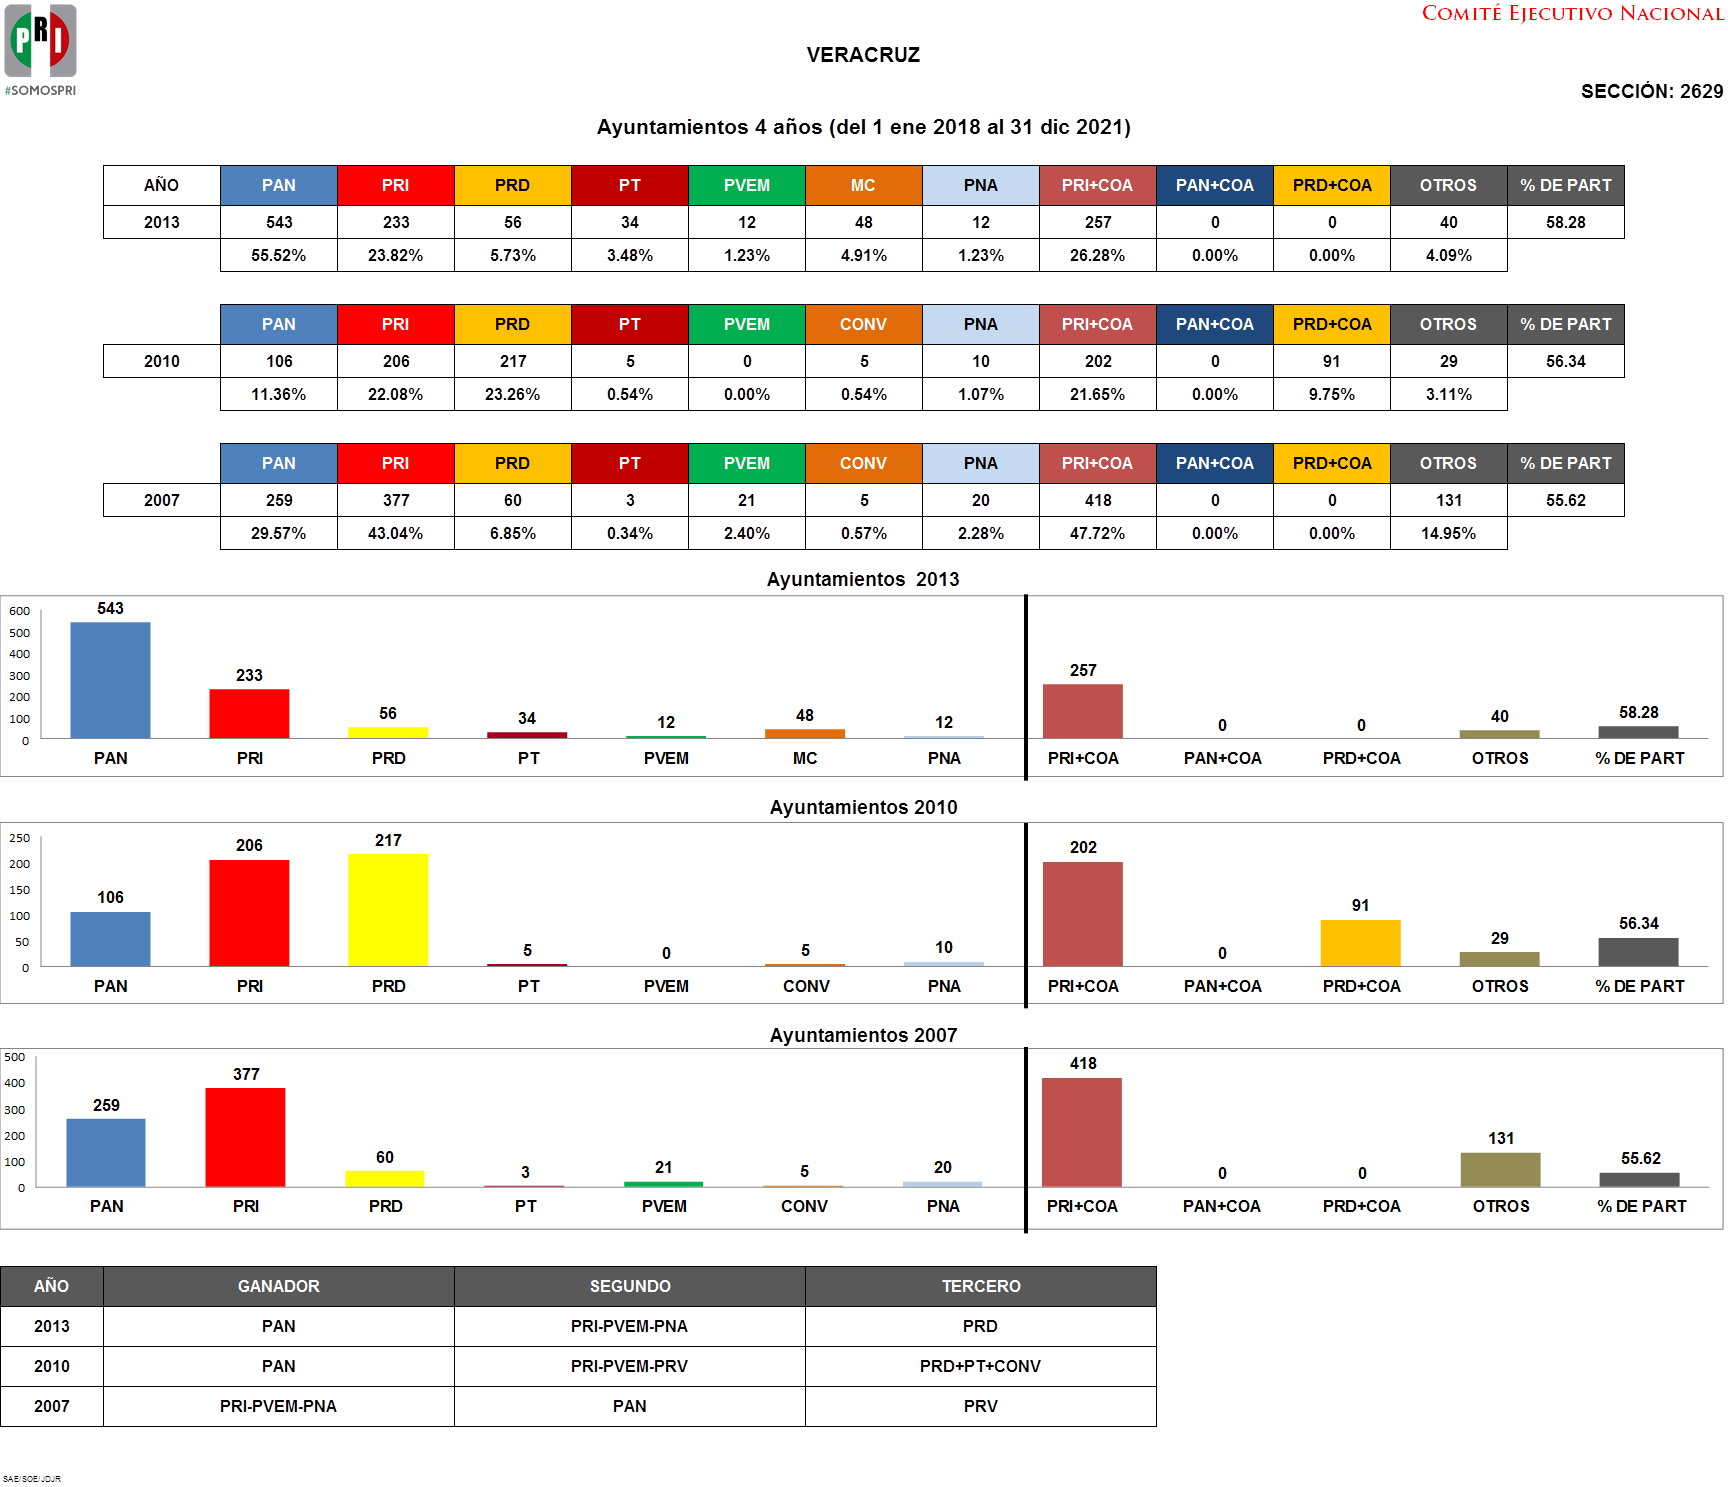 PRI
#SOMOSPRI
COMITÉ EJECUTIVO NACIONAL
VERACRUZ
SECCIÓN: 2629
Ayuntamientos 4 años (del 1 ene 2018 al 31 dic 2021)
AÑO PAN PRI PRD PT PVEM MC PNA PRI+COA PAN+COA PRD+COA OTROS % DE PART
2013 543 233 56 34 12 48 12 257 0 0 40 58.28
55.52% 23.82% 5.73% 3.48% 1.23% 4.91% 1.23% 26.28% 0.00% 0.00% 4.09%
PAN PRI PRD PT PVEM CONV PNA PRI+COA PAN+COA PRD+COA OTROS % DE PART
2010 106 206 217 5 0 5 10 202 0 91 29 56.34
11.36% 22.08% 23.26% 0.54% 0.00% 0.54% 1.07% 21.65% 0.00% 9.75% 3.11%
PAN PRI PRD PT PVEM CONV PNA PRI+COA PAN+COA PRD+COA OTROS % DE PART
2007 259 377 60 3 21 5 20 418 0 0 131 55.62
29.57% 43.04% 6.85% 0.34% 2.40% 0.57% 2.28% 47.72% 0.00% 0.00% 14.95%
Ayuntamientos 2013
600
500
400
300
200
100
0
543 233 56 34 12 48 12 257 0 0 40 58.28
PAN PRI PRD PT PVEM MC PNA PRI+COA PAN+COA PRD+COA OTROS % DE PART
Ayuntamientos 2010
250
200
150
100
50
0
106 206 217 5 0 5 10 202 0 91 29 56.34
PAN PRI PRD PT PVEM CONV PNA PRI+COA PAN+COA PRD+COA OTROS % DE PART
Ayuntamientos 2007
500
400
300
200
100
0
259 377 60 3 21 5 20 418 0 0 131 55.62
PAN PRI PRD PT PVEM CONV PNA PRI+COA PAN+COA PRD+COA OTROS % DE PART
AÑO GANADOR SEGUNDO TERCERO
2013 PAN PRI-PVEM-PNA PRD
2010 PAN PRI-PVEM-PRV PRD+PT+CONV
2007 PRI-PVEM-PNA PAN PRV
SAE/SOE/JDJR